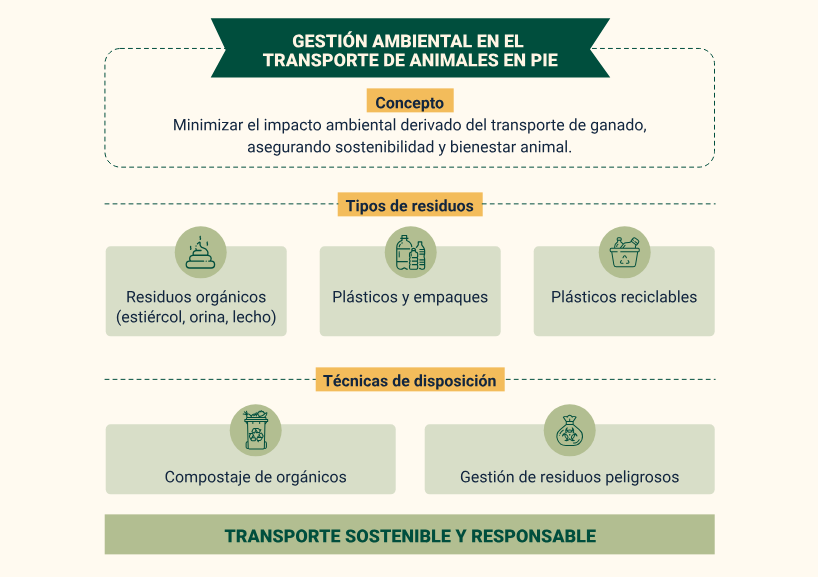 GESTIÓN AMBIENTAL EN EL
TRANSPORTE DE ANIMALES EN PIE
Concepto
Minimizar el impacto ambiental derivado del transporte de ganado,
asegurando sostenibilidad y bienestar animal.
Tipos de residuos
Residuos orgánicos
(estiércol, orina, lecho)
Plásticos y empaques
Plásticos reciclables
Técnicas de disposición
Compostaje de orgánicos
Gestión de residuos peligrosos
TRANSPORTE SOSTENIBLE Y RESPONSABLE